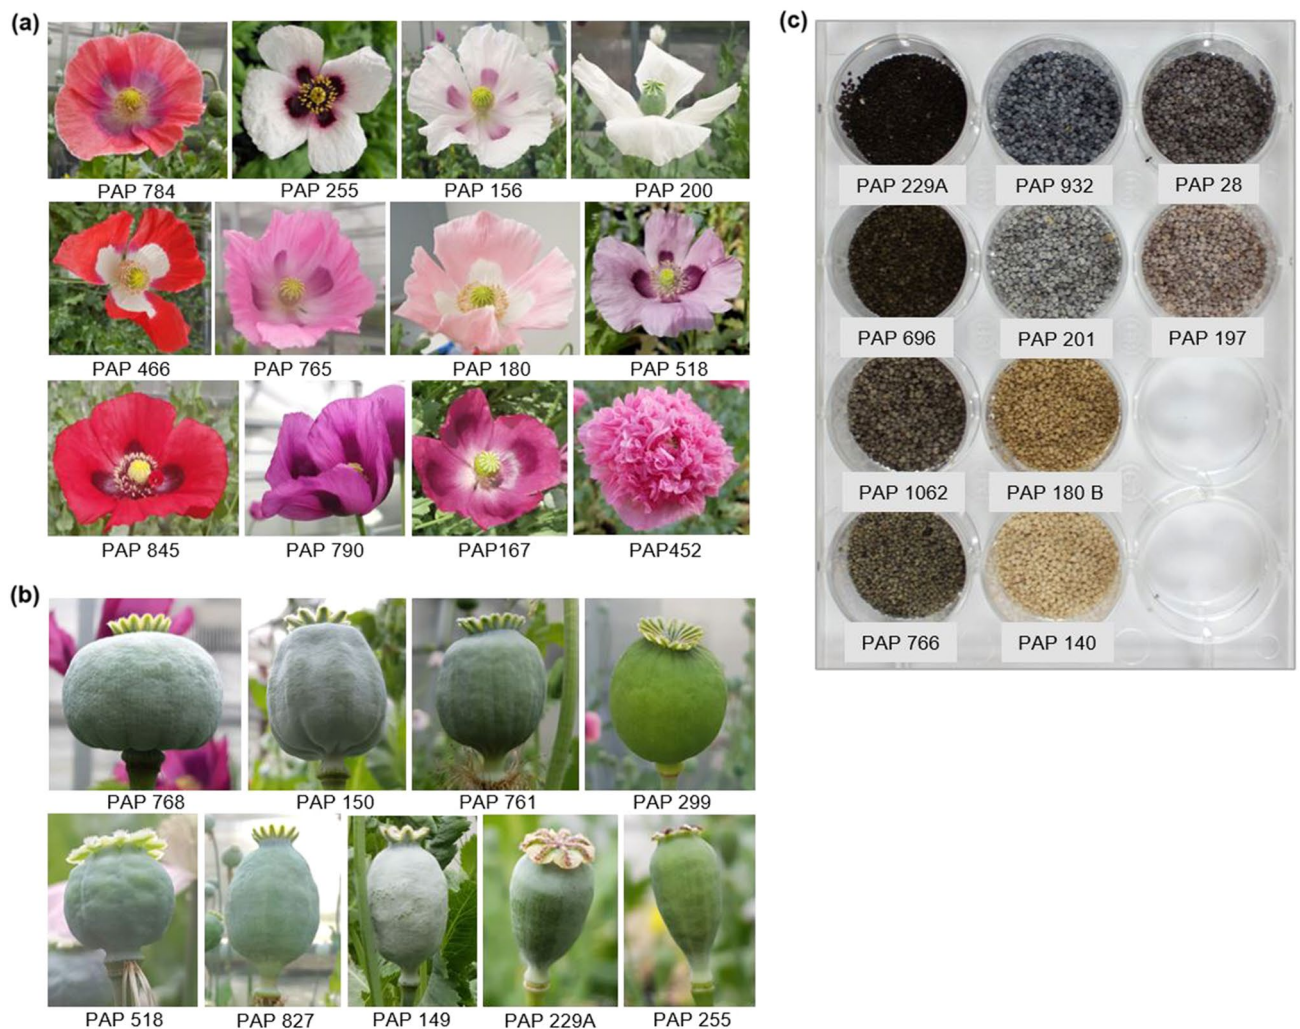 (a)
PAP 784 PAP 255 PAP 156 PAP 200
PAP 466 PAP 765 PAP 180 PAP 518
PAP 845 PAP 790 PAP167 PAP452
(b)
PAP 768 PAP 150 PAP 761 PAP 299
PAP 518 PAP 827 PAP 149 PAP 229A PAP 255
(c)
PAP 229A PAP 932 PAP 28
PAP 696 PAP 201 PAP 197
PAP 1062 PAP 180 B
PAP 766 PAP 140